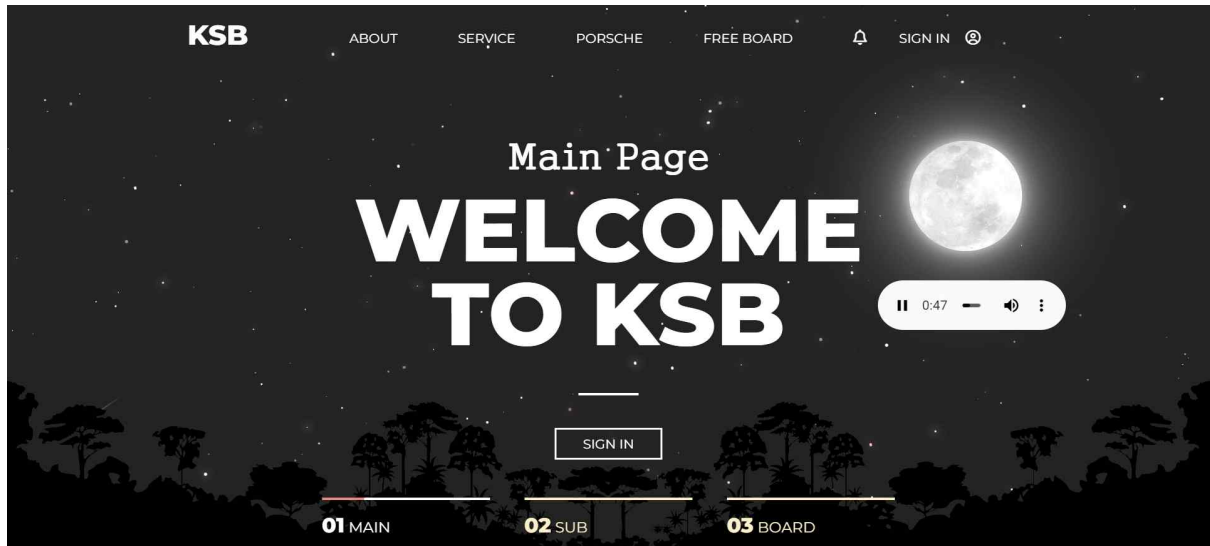 KSB ABOUT SERVICE PORSCHE FREE BOARD SIGN IN
Main Page
WELCOME
TO KSB
0:47
SIGN IN
01 MAIN 02 SUB 03 BOARD